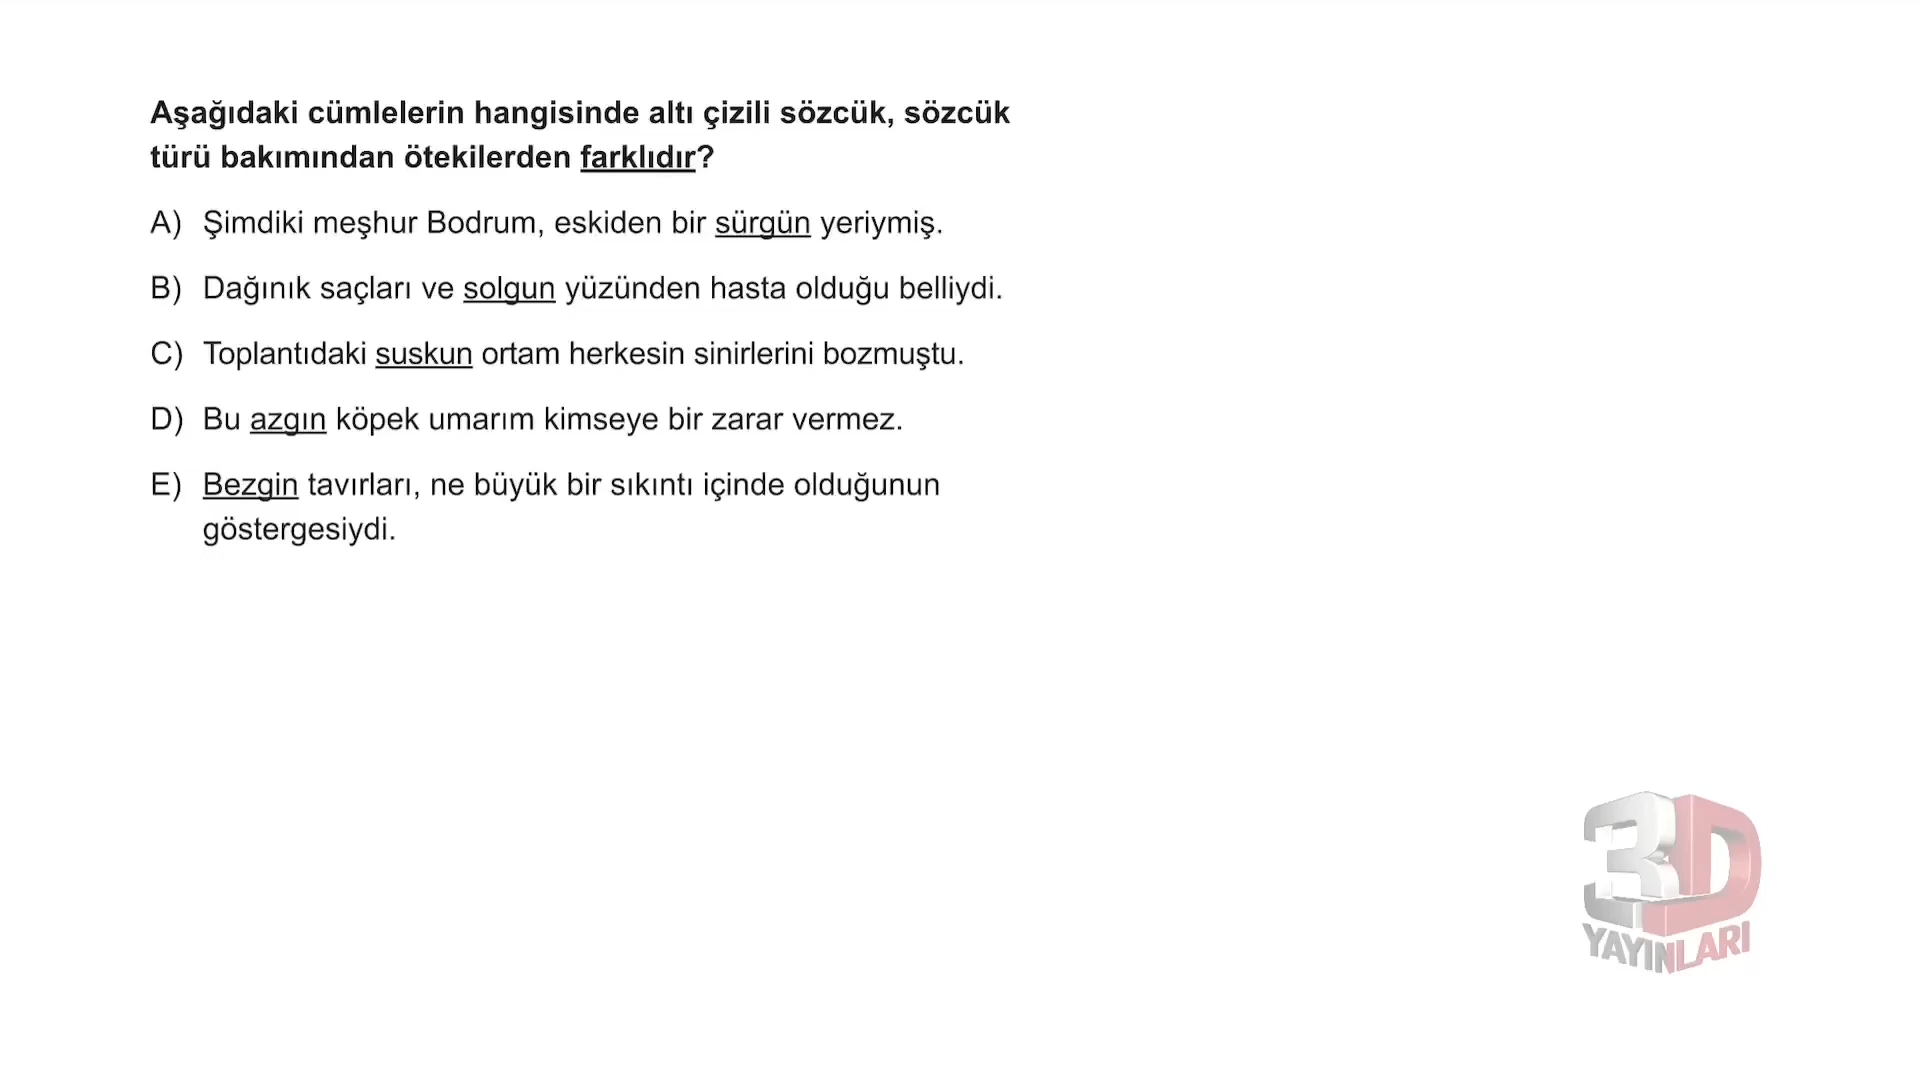 Aşağıdaki cümlelerin hangisinde altı çizili sözcük, sözcük
türü bakımından ötekilerden farklıdır?
A) Şimdiki meşhur Bodrum, eskiden bir sürgün yeriymiş.
B) Dağınık saçları ve solgun yüzünden hasta olduğu belliydi.
C) Toplantıdaki suskun ortam herkesin sinirlerini bozmuştu.
D) Bu azgın köpek umarım kimseye bir zarar vermez.
E) Bezgin tavırları, ne büyük bir sıkıntı içinde olduğunun
göstergesiydi.
3D
YAYINLARI